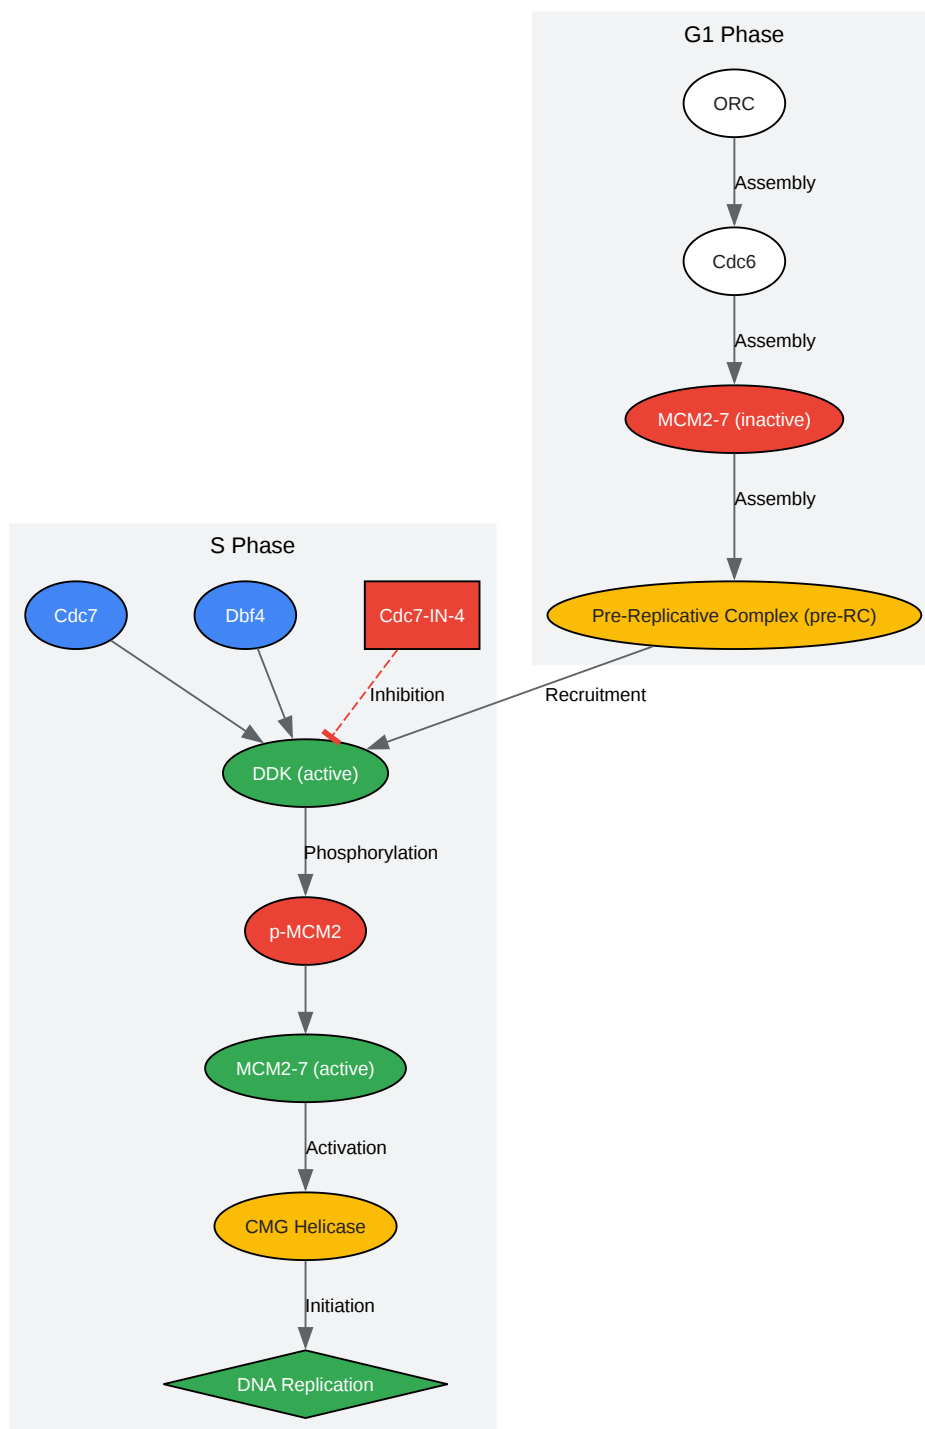 G1 Phase
ORC
Assembly
Cdc6
Assembly
MCM2-7 (inactive)
Assembly
Pre-Replicative Complex (pre-RC)
Recruitment
S Phase
Cdc7
Dbf4
Cdc7-IN-4
Inhibition
DDK (active)
Phosphorylation
p-MCM2
MCM2-7 (active)
Activation
CMG Helicase
Initiation
DNA Replication